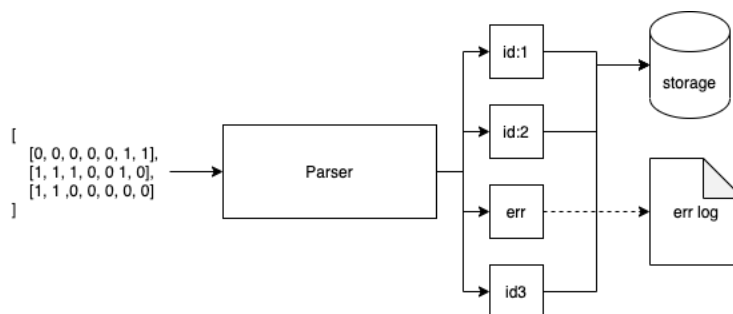 [
[0, 0, 0, 0, 0, 1, 1],
[1, 1, 1, 0, 0 1, 0],
[1, 1 ,0, 0, 0, 0, 0]
]
Parser
id:1
id:2
err
id3
storage
err log